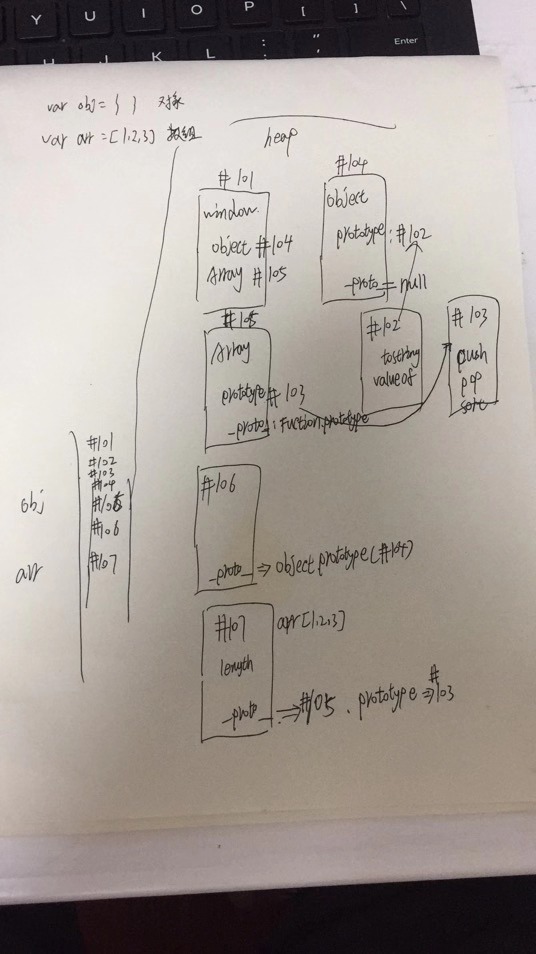 Y U I O P [ ] \
H J K L : ; " '
Enter
var obj = { } 对象
var arr = [1,2,3] 数组
heap
#101
window.
object #104
Array #105
#104
object
prototype : #102
_proto_ = null
#105
Array
prototype #103
_proto_ : Fuction.prototype
#102
tostring
valueof
#103
push
pop
sort
#101
#102
#103
#104
obj
#105
#106
arr
#107
#106
_proto_ ⇒ object prototype (#104)
#107
arr [1,2,3]
length
_proto_ ⇒ #105 . prototype ⇒ #103